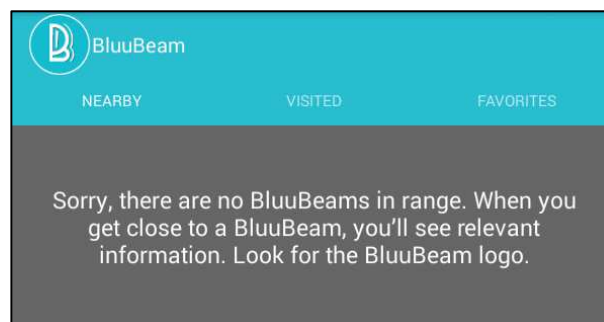 BluuBeam
NEARBY VISITED FAVORITES
Sorry, there are no BluuBeams in range. When you
get close to a BluuBeam, you'll see relevant
information. Look for the BluuBeam logo.